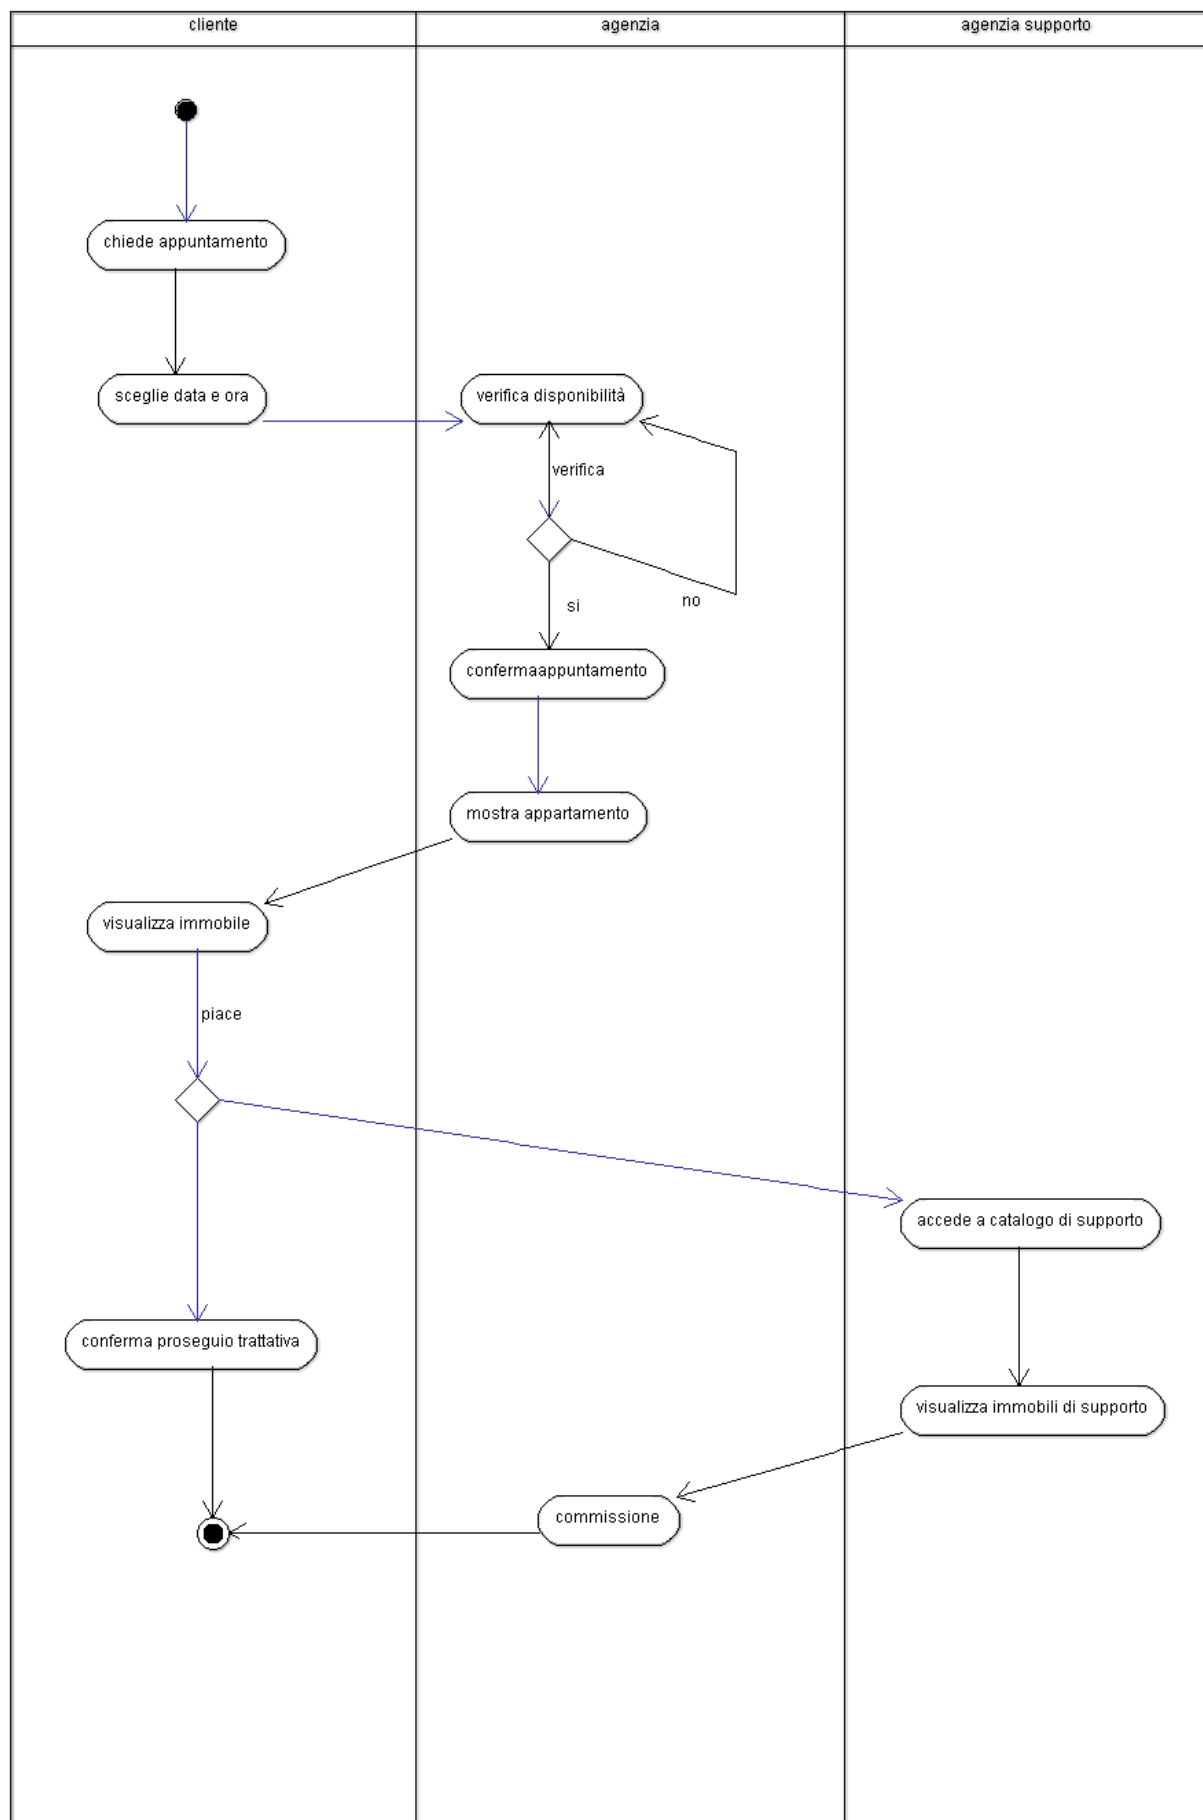 cliente
agenzia
agenzia supporto
chiede appuntamento
sceglie data e ora
verifica disponibilità
verifica
si
no
confermaappuntamento
mostra appartamento
visualizza immobile
piace
accede a catalogo di supporto
conferma proseguio trattativa
visualizza immobili di supporto
commissione